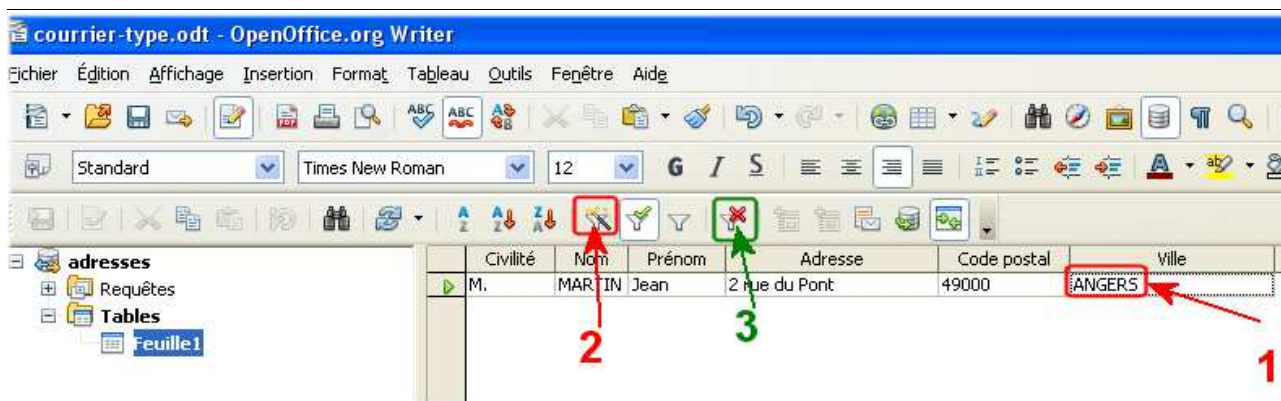 courrier-type.odt - OpenOffice.org Writer
Fichier Édition Affichage Insertion Format Tableau Outils Fenêtre Aide
ABC ABC
Standard Times New Roman 12 G I S
adresses
Requêtes
Tables
Feuille1
Civilité Nom Prénom Adresse Code postal Ville
M. MARTIN Jean 2 rue du Pont 49000 ANGERS
2
3
1